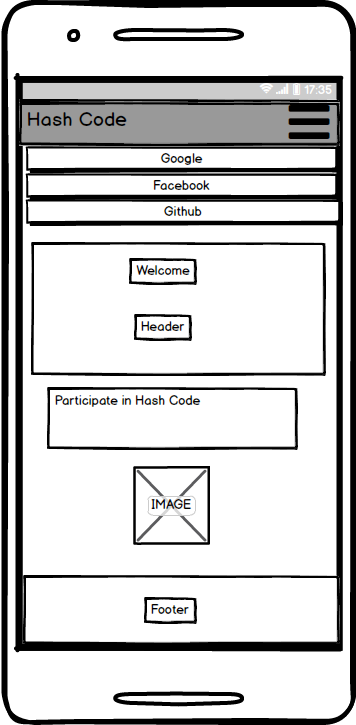 17:35
Hash Code
Google
Facebook
Github
Welcome
Header
Participate in Hash Code
IMAGE
Footer